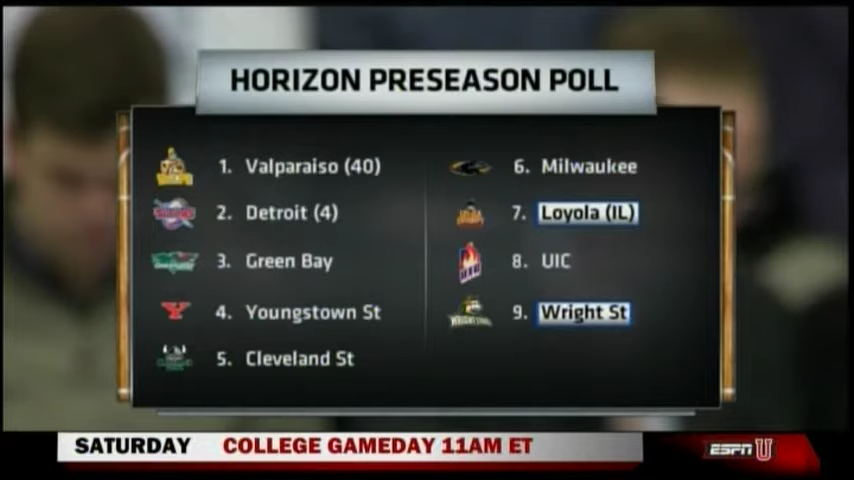 HORIZON PRESEASON POLL
1. Valparaiso (40)
2. Detroit (4)
3. Green Bay
4. Youngstown St
5. Cleveland St
6. Milwaukee
7. Loyola (IL)
8. UIC
9. Wright St
SATURDAY COLLEGE GAMEDAY 11AM ET
ESPN U